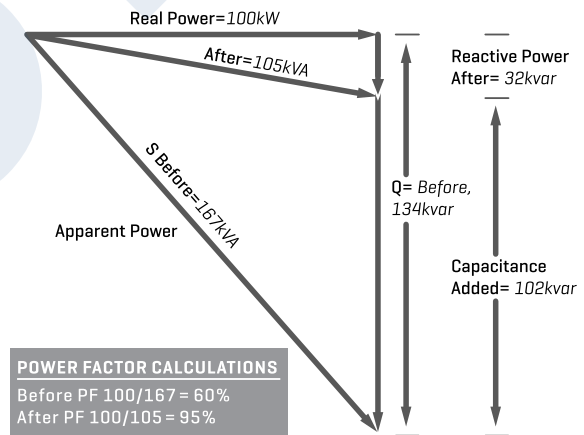 Real Power=100kW
After=105kVA
Reactive Power
After= 32kvar
S Before=167kVA
Q= Before,
134kvar
Apparent Power
Capacitance
Added= 102kvar
POWER FACTOR CALCULATIONS
Before PF 100/167 = 60%
After PF 100/105 = 95%